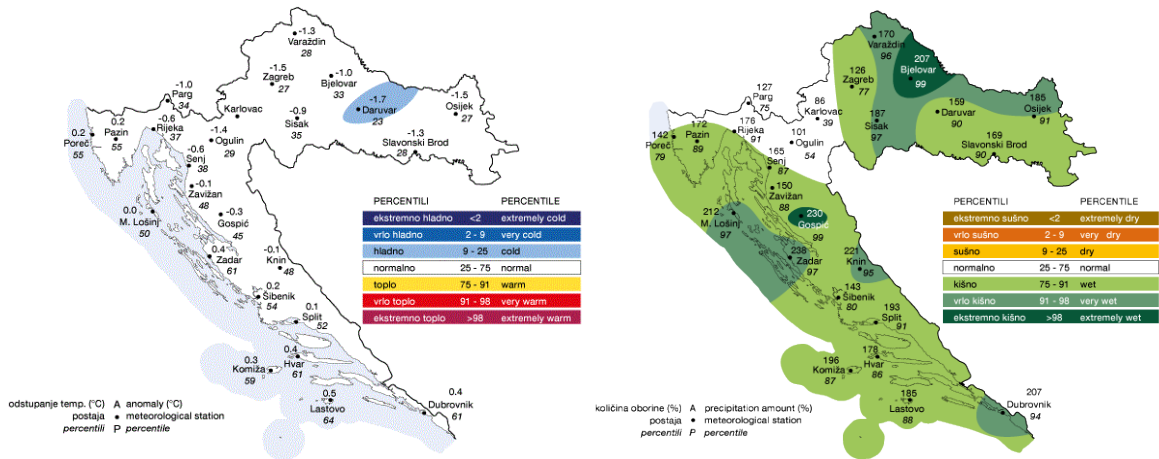 -1.3
Varaždin
28
-1.5
Zagreb
27
-1.0
Bjelovar
33
-1.0
Parg
34
-1.7
Daruvar
23
-1.5
Osijek
27
Karlovac
-0.9
Sisak
35
-0.6
Rijeka
37
0.2
Pazin
55
0.2
Poreč
55
-1.4
Ogulin
29
-1.3
Slavonski Brod
28
-0.6
Senj
38
-0.1
Zavižan
48
0.0
M. Lošinj
50
-0.3
Gospić
45
0.4
Zadar
61
-0.1
Knin
48
0.2
Šibenik
54
0.1
Split
52
0.4
Hvar
61
0.3
Komiža
59
0.5
Lastovo
64
0.4
Dubrovnik
61
PERCENTILI PERCENTILE
ekstremno hladno <2 extremely cold
vrlo hladno 2 - 9 very cold
hladno 9 - 25 cold
normalno 25 - 75 normal
toplo 75 - 91 warm
vrlo toplo 91 - 98 very warm
ekstremno toplo >98 extremely warm
odstupanje temp. (°C) A anomaly (°C)
postaja • meteorological station
percentili P percentile
170
Varaždin
96
207
Bjelovar
99
126
Zagreb
77
127
Parg
75
86
Karlovac
39
187
Sisak
97
159
Daruvar
90
185
Osijek
91
169
Slavonski Brod
90
142
Poreč
79
172
Pazin
89
176
Rijeka
91
101
Ogulin
54
165
Senj
87
150
Zavižan
88
212
M. Lošinj
97
230
Gospić
99
238
Zadar
97
221
Knin
95
143
Šibenik
80
193
Split
91
178
Hvar
86
196
Komiža
87
185
Lastovo
88
207
Dubrovnik
94
PERCENTILI PERCENTILE
ekstremno sušno <2 extremely dry
vrlo sušno 2 - 9 very dry
sušno 9 - 25 dry
normalno 25 - 75 normal
kišno 75 - 91 wet
vrlo kišno 91 - 98 very wet
ekstremno kišno >98 extremely wet
količina oborine (%) A precipitation amount (%)
postaja • meteorological station
percentili P percentile